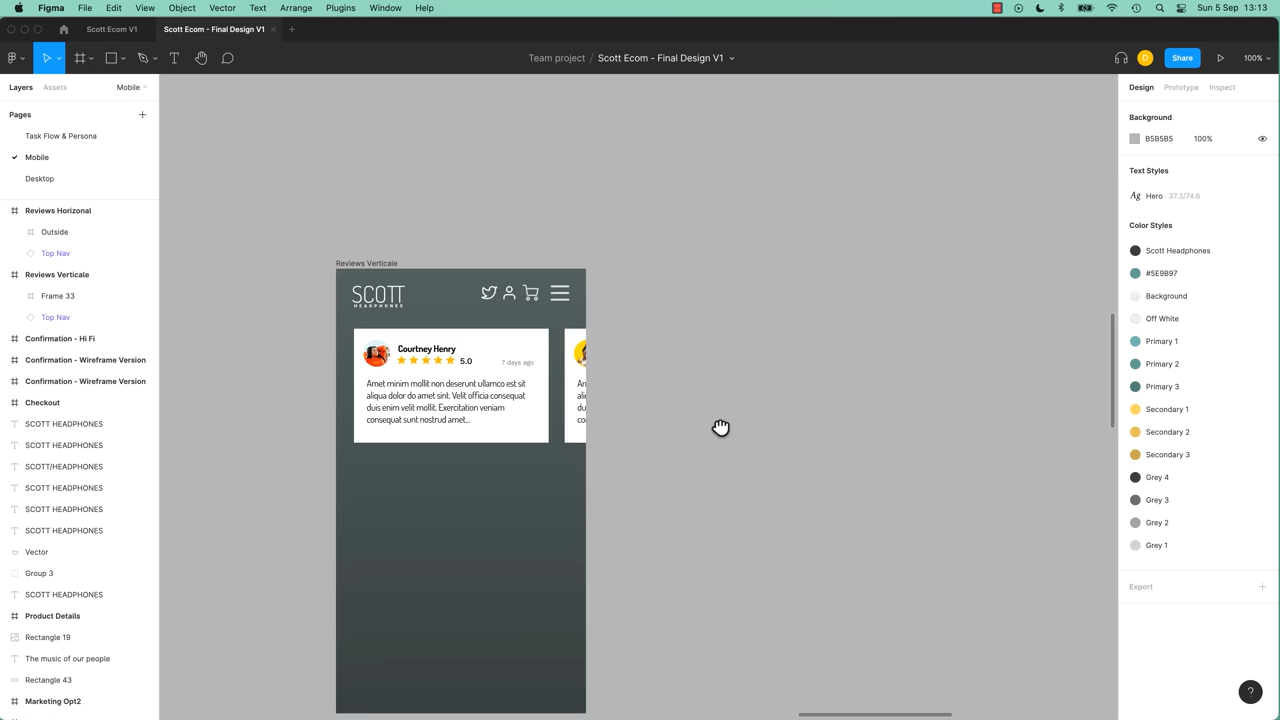 Figma File Edit View Object Vector Text Arrange Plugins Window Help Sun 5 Sep 13:13
Scott Ecom V1 Scott Ecom - Final Design V1
Team project / Scott Ecom - Final Design V1 D Share 100%
Layers Assets Mobile
Pages
Task Flow & Persona
Mobile
Desktop
Reviews Horizonal
Outside
Top Nav
Reviews Verticale
Frame 33
Top Nav
Confirmation - Hi Fi
Confirmation - Wireframe Version
Confirmation - Wireframe Version
Checkout
SCOTT HEADPHONES
SCOTT HEADPHONES
SCOTT/HEADPHONES
SCOTT HEADPHONES
SCOTT HEADPHONES
SCOTT HEADPHONES
Vector
Group 3
SCOTT HEADPHONES
Product Details
Rectangle 19
The music of our people
Rectangle 43
Marketing Opt2
Reviews Verticale
SCOTT
HEADPHONES
Courtney Henry
5.0 7 days ago
Amet minim mollit non deserunt ullamco est sit
aliqua dolor do amet sint. Velit officia consequat
duis enim velit mollit. Exercitation veniam
consequat sunt nostrud amet...
Design Prototype Inspect
Background
B5B5B5 100%
Text Styles
Ag Hero · 37.3/74.6
Color Styles
Scott Headphones
#5E9B97
Background
Off White
Primary 1
Primary 2
Primary 3
Secondary 1
Secondary 2
Secondary 3
Grey 4
Grey 3
Grey 2
Grey 1
Export
?